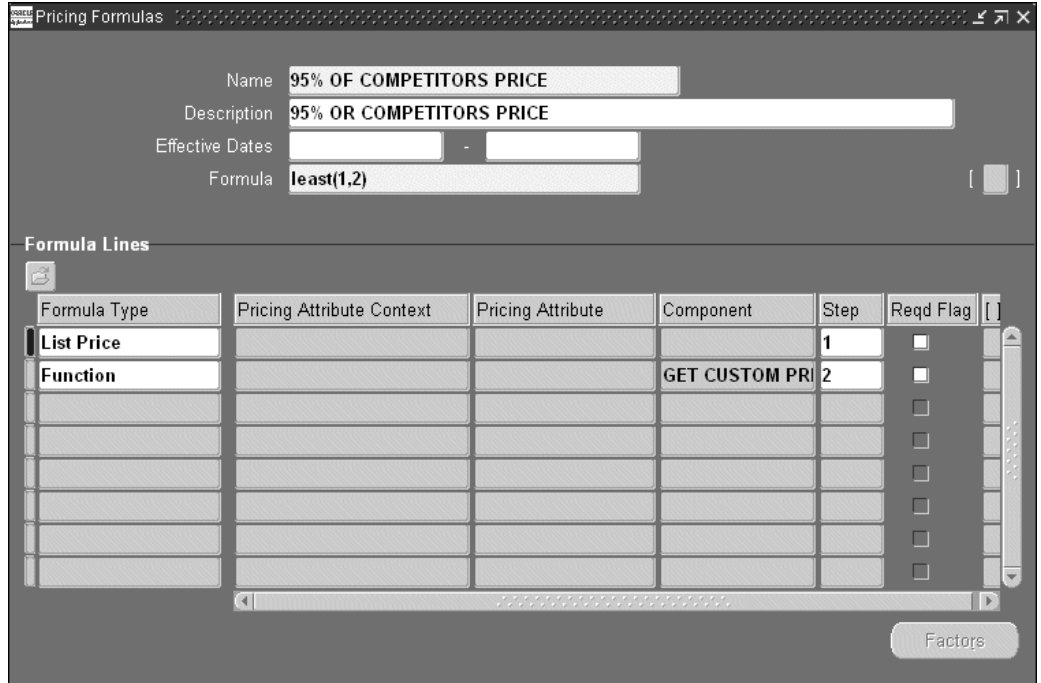 Pricing Formulas
Name 95% OF COMPETITORS PRICE
Description 95% OR COMPETITORS PRICE
Effective Dates -
Formula least(1,2) [ ]
Formula Lines
Formula Type Pricing Attribute Context Pricing Attribute Component Step Reqd Flag [ ]
List Price 1
Function GET CUSTOM PRI 2
Factors